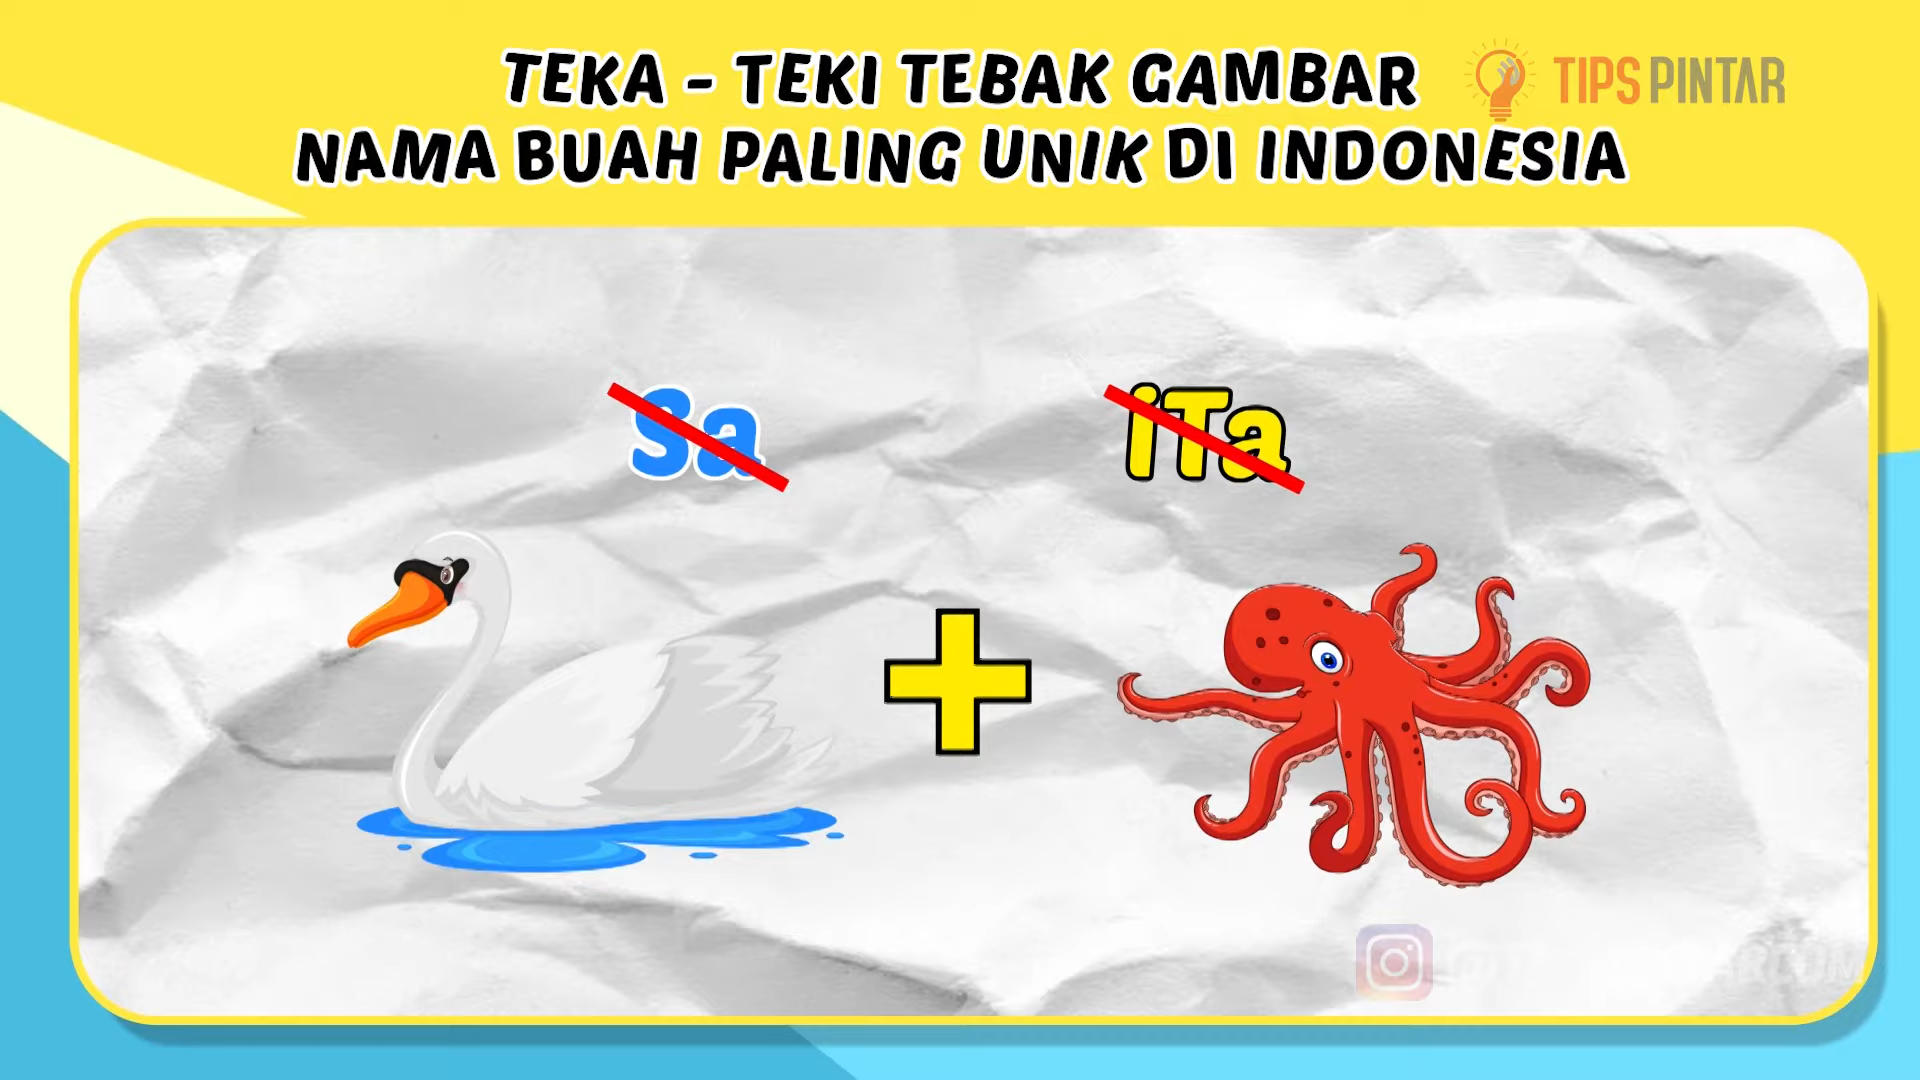 TEKA - TEKI TEBAK GAMBAR
TIPS PINTAR
NAMA BUAH PALING UNIK DI INDONESIA
Sa
iTa